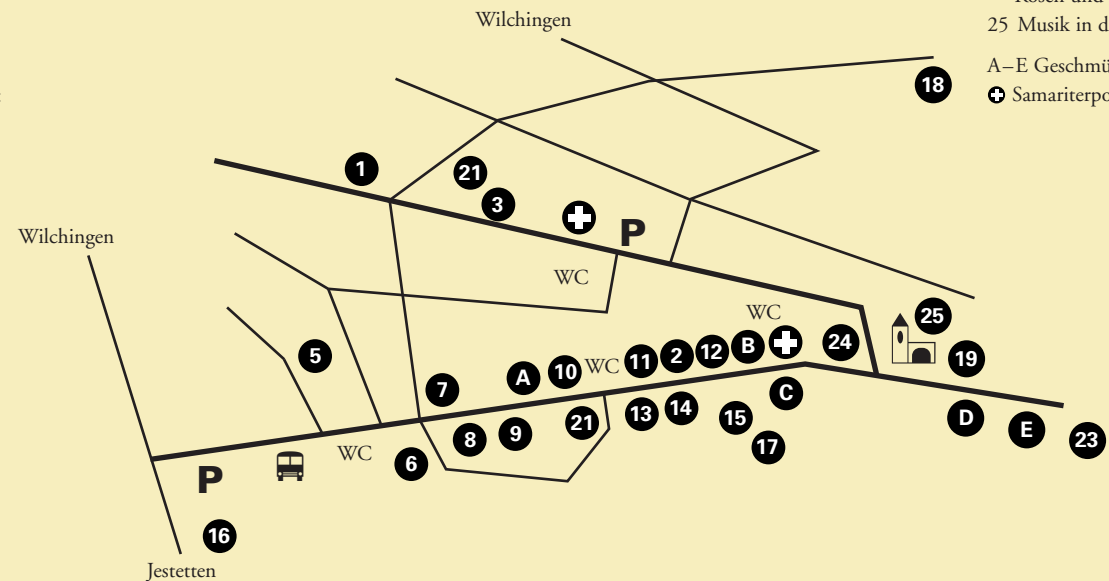 Wilchingen
25 Musik in d
A–E Geschmü
Samariterpo
18
1
21
3
P
Wilchingen
WC
WC
25
5
11
2
12
B
24
19
A
10
WC
7
C
13
14
15
D
E
21
8
9
23
17
WC
6
P
16
Jestetten